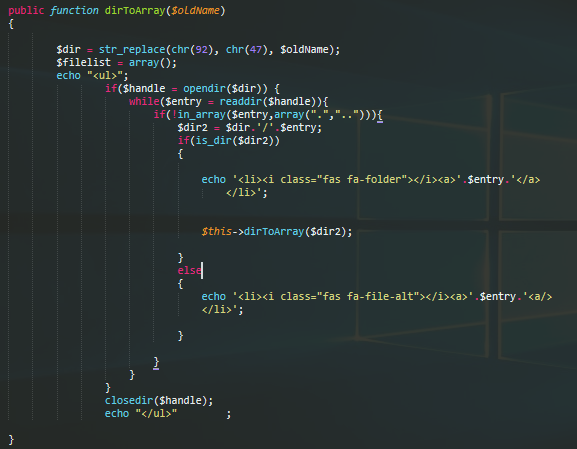 public function dirToArray($oldName)
{
$dir = str_replace(chr(92), chr(47), $oldName);
$filelist = array();
echo "<ul>";
if($handle = opendir($dir)) {
while($entry = readdir($handle)){
if(!in_array($entry,array(".",".."))){
$dir2 = $dir.'/'.$entry;
if(is_dir($dir2))
{
echo '<li><i class="fas fa-folder"></i><a>'.$entry.'</a>
</li>';
$this->dirToArray($dir2);
}
else
{
echo '<li><i class="fas fa-file-alt"></i><a>'.$entry.'<a/>
</li>';
}
}
}
}
closedir($handle);
echo "</ul>" ;
}